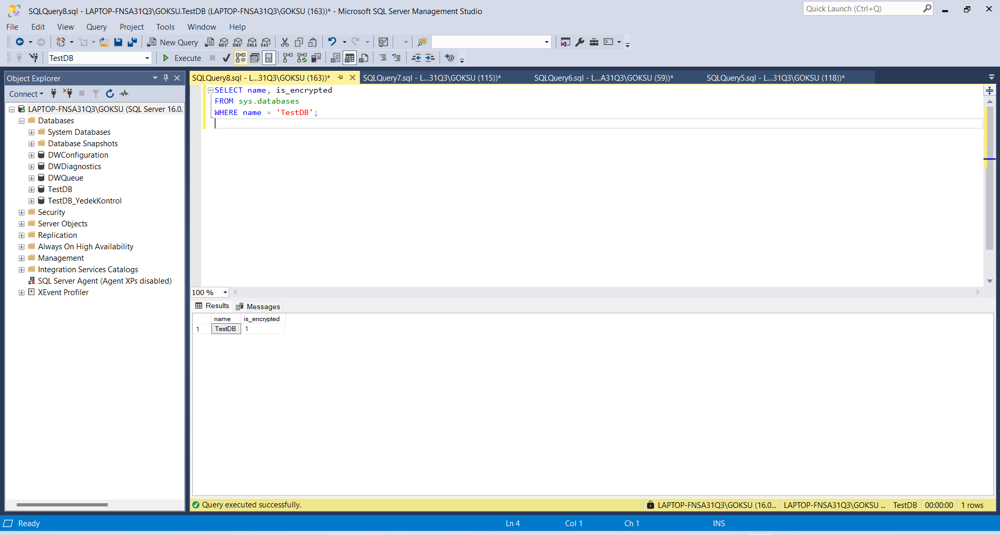 SQLQuery8.sql - LAPTOP-FNSA31Q3\GOKSU.TestDB (LAPTOP-FNSA31Q3\GOKSU (163))* - Microsoft SQL Server Management Studio
Quick Launch (Ctrl+Q)
File Edit View Query Project Tools Window Help
New Query MDX DMX XMLA DAX
TestDB Execute
Object Explorer
Connect
LAPTOP-FNSA31Q3\GOKSU (SQL Server 16.0.
Databases
System Databases
Database Snapshots
DWConfiguration
DWDiagnostics
DWQueue
TestDB
TestDB_YedekKontrol
Security
Server Objects
Replication
Always On High Availability
Management
Integration Services Catalogs
SQL Server Agent (Agent XPs disabled)
XEvent Profiler
SQLQuery8.sql - L...31Q3\GOKSU (163))* SQLQuery7.sql - L...31Q3\GOKSU (115))* SQLQuery6.sql - L...A31Q3\GOKSU (59))* SQLQuery5.sql - L...31Q3\GOKSU (118))*
SELECT name, is_encrypted
FROM sys.databases
WHERE name = 'TestDB';
100 %
Results Messages
name is_encrypted
1 TestDB 1
Query executed successfully. LAPTOP-FNSA31Q3\GOKSU (16.0... LAPTOP-FNSA31Q3\GOKSU ... TestDB 00:00:00 1 rows
Ready Ln 4 Col 1 Ch 1 INS